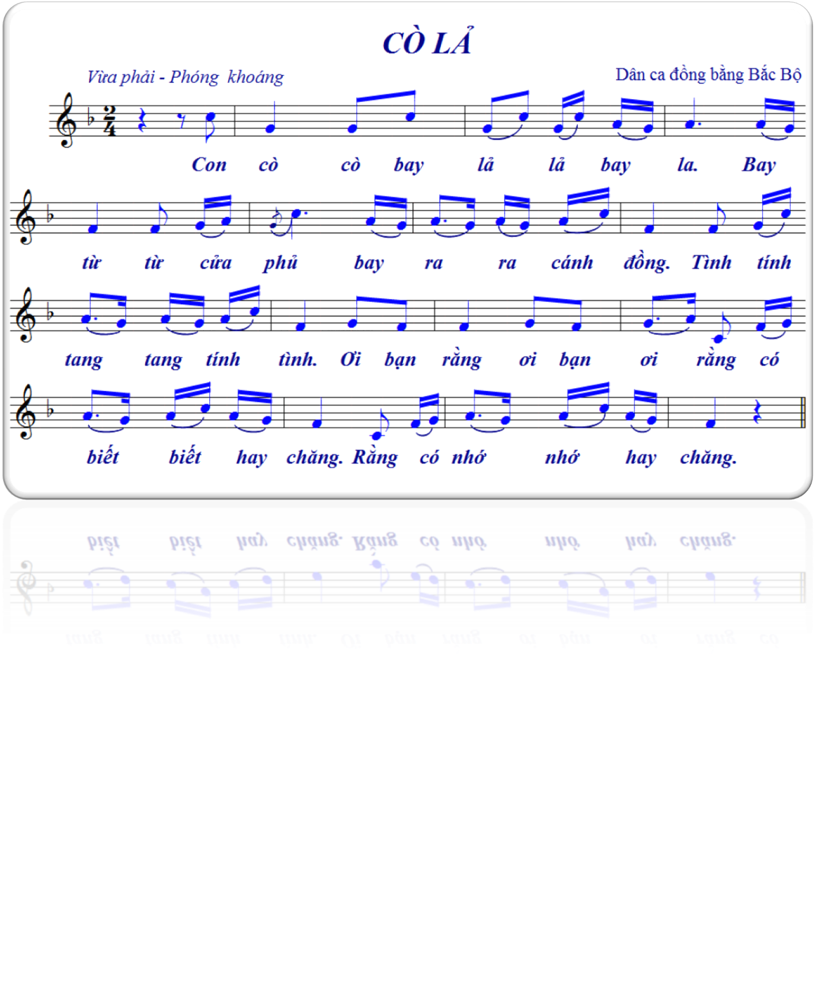 CÒ LẢ
Vừa phải - Phóng khoáng
Dân ca đồng bằng Bắc Bộ
2
4
Con cò cò bay lả lả bay la. Bay
từ từ cửa phủ bay ra ra cánh đồng. Tình tính
tang tang tính tình. Ơi bạn rằng ơi bạn ơi rằng có
biết biết hay chăng. Rằng có nhớ nhớ hay chăng.